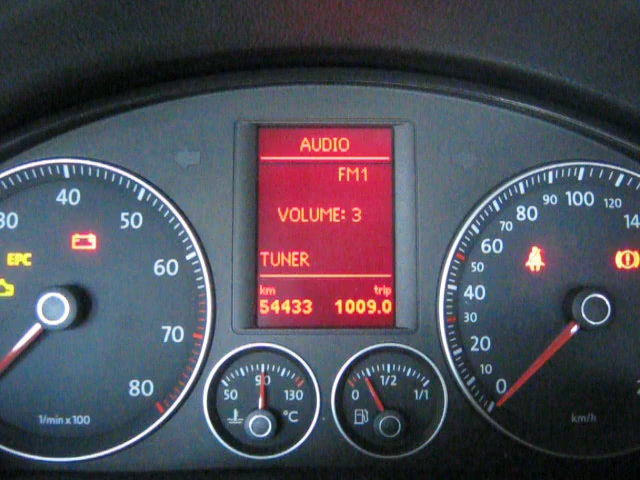 AUDIO
FM1
VOLUME: 3
TUNER
km trip
54433 1009.0
30 40 50 60 70 80
EPC
1/min x 100
50 90 130
°C
0 1/2 1/1
0 10 20 30 40 50 60 70 80 90 100 120
km/h